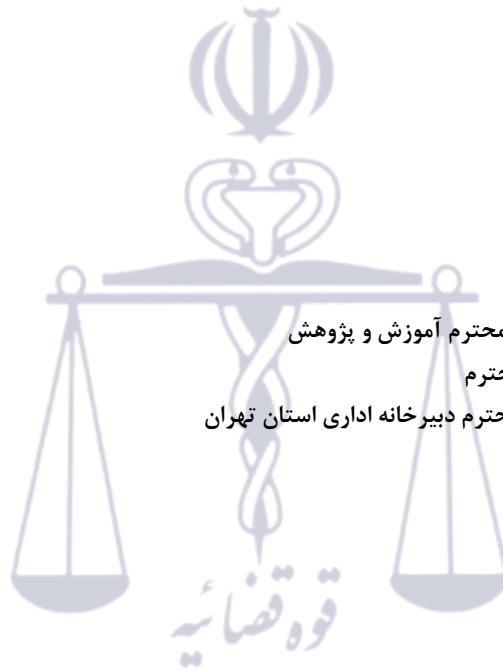 محترم آموزش و پژوهش
حترم
حترم دبیرخانه اداری استان تهران
قوه قضائیه